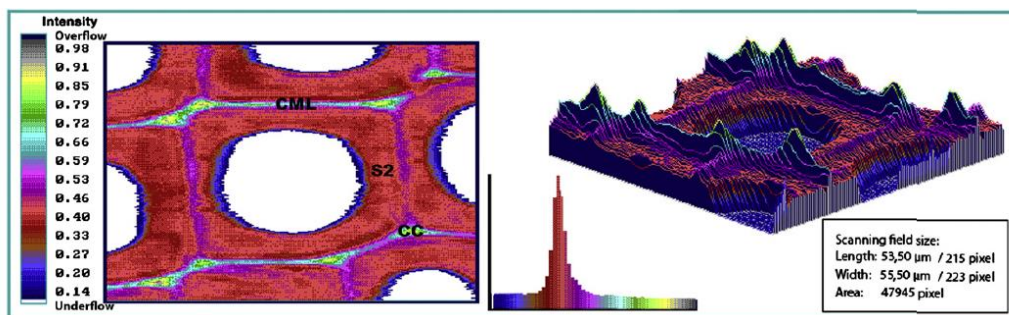 Intensity
Overflow
0.98
0.91
0.85
0.79
0.72
0.66
0.59
0.53
0.46
0.40
0.33
0.27
0.20
0.14
Underflow
CML
S2
CC
Scanning field size:
Length: 53,50 µm / 215 pixel
Width: 55,50 µm / 223 pixel
Area: 47945 pixel